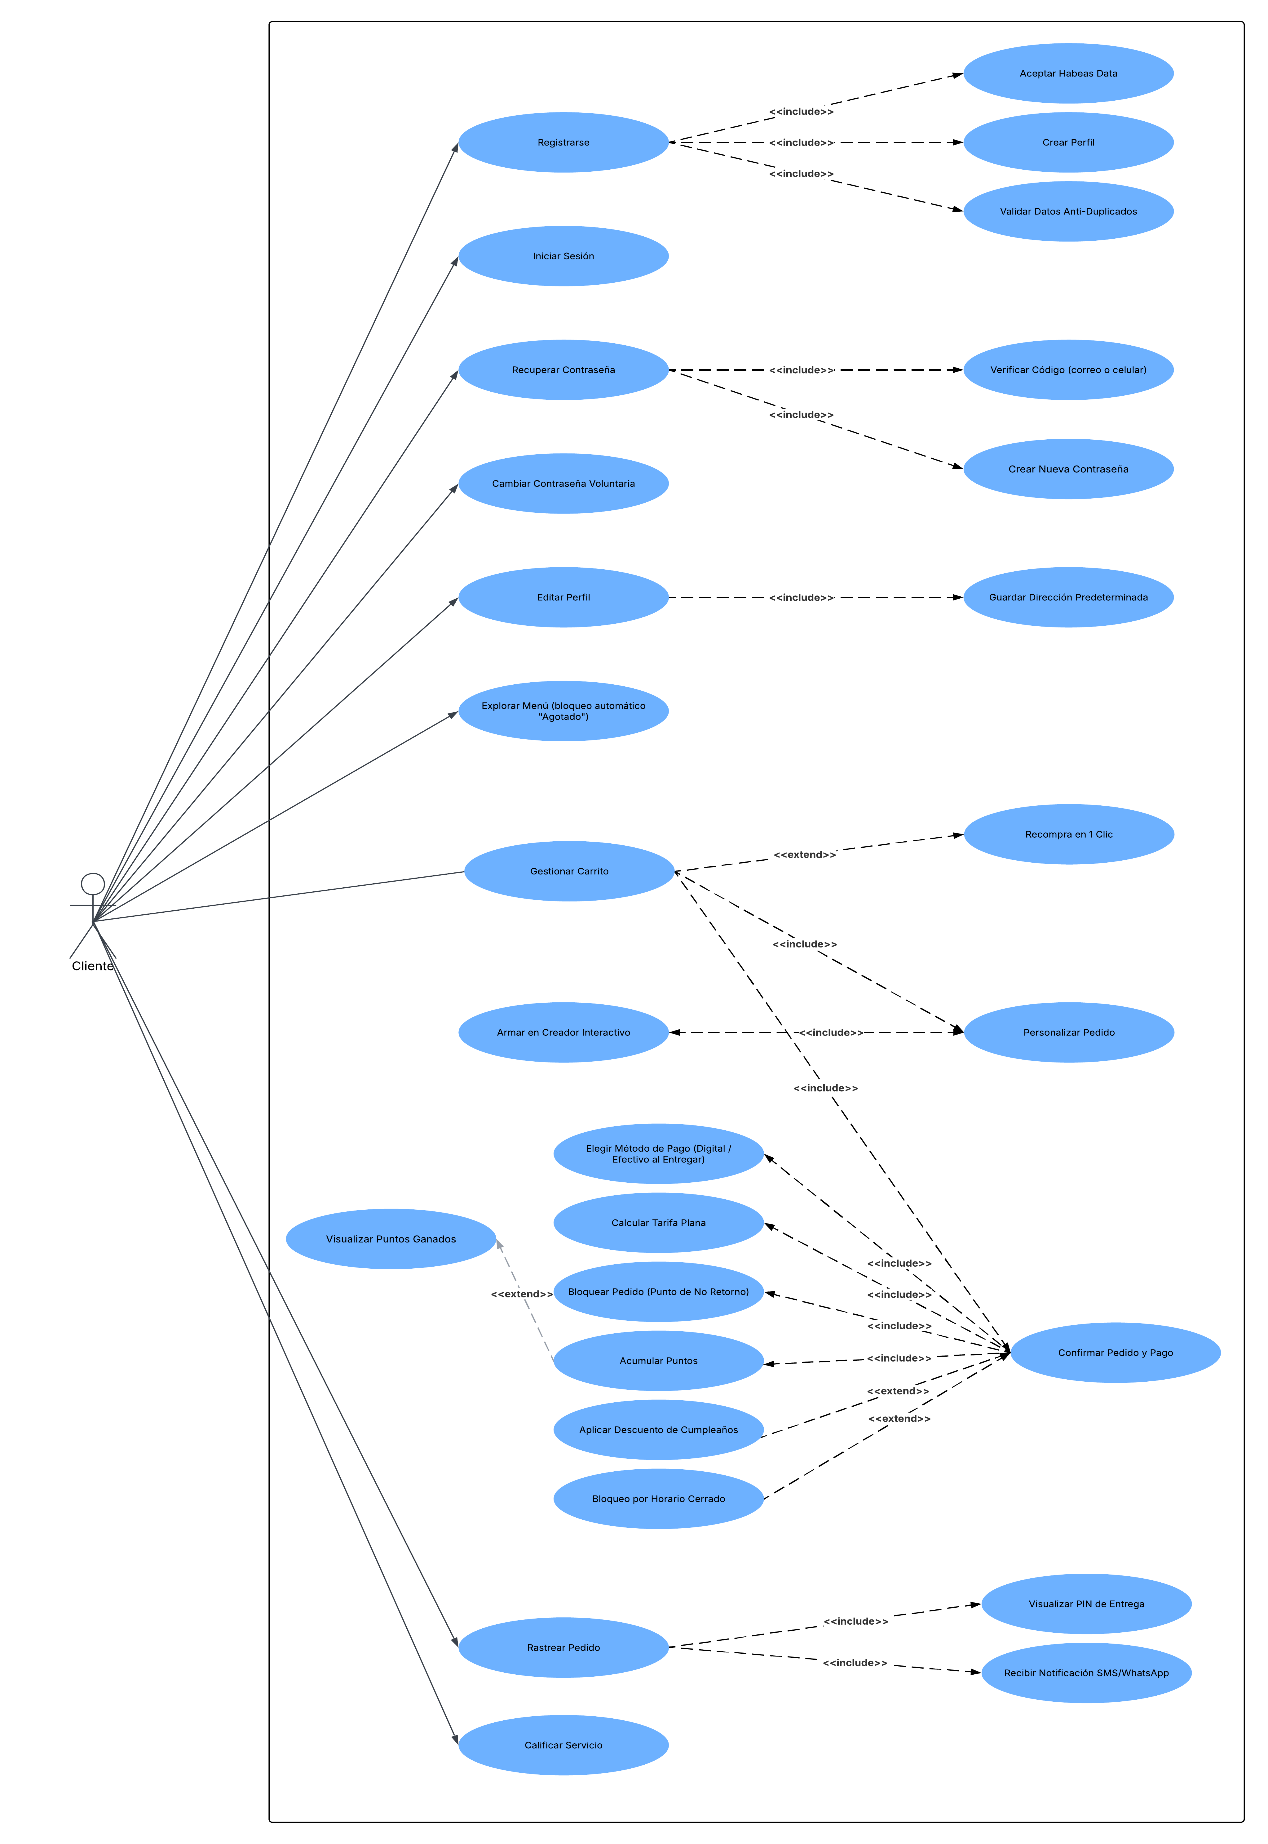 Aceptar Habeas Data
<<include>>
Registrarse
<<include>>
Crear Perfil
<<include>>
Validar Datos Anti-Duplicados
Iniciar Sesión
Recuperar Contraseña
<<include>>
Verificar Código (correo o celular)
<<include>>
Crear Nueva Contraseña
Cambiar Contraseña Voluntaria
Editar Perfil
<<include>>
Guardar Dirección Predeterminada
Explorar Menú (bloqueo automático
"Agotado")
Recompra en 1 Clic
<<extend>>
Gestionar Carrito
<<include>>
Cliente
Armar en Creador Interactivo
<<include>>
Personalizar Pedido
<<include>>
Elegir Método de Pago (Digital /
Efectivo al Entregar)
Calcular Tarifa Plana
Visualizar Puntos Ganados
<<include>>
<<extend>>
Bloquear Pedido (Punto de No Retorno)
<<include>>
<<include>>
Confirmar Pedido y Pago
Acumular Puntos
<<include>>
<<extend>>
Aplicar Descuento de Cumpleaños
<<extend>>
Bloqueo por Horario Cerrado
Visualizar PIN de Entrega
<<include>>
Rastrear Pedido
<<include>>
Recibir Notificación SMS/WhatsApp
Calificar Servicio